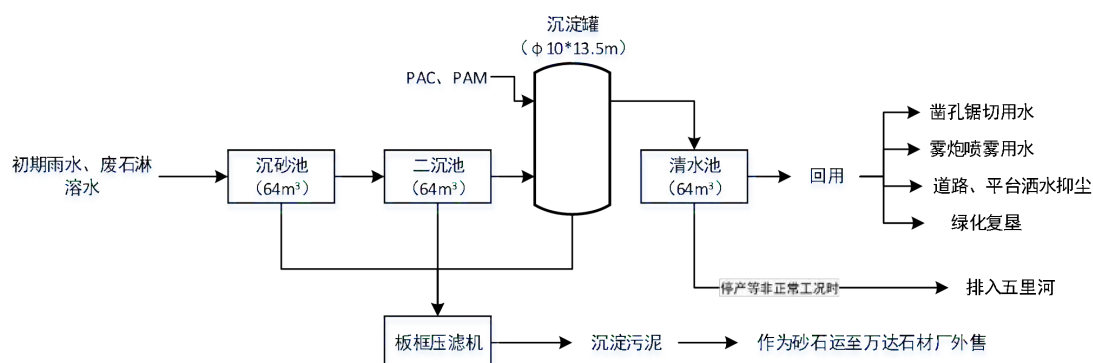 沉淀罐
（φ10*13.5m）
PAC、PAM
初期雨水、废石淋
溶水
沉砂池
（64m³）
二沉池
（64m³）
清水池
（64m³）
回用
凿孔锯切用水
雾炮喷雾用水
道路、平台洒水抑尘
绿化复垦
停产等非正常工况时
排入五里河
板框压滤机
沉淀污泥
作为砂石运至万达石材厂外售